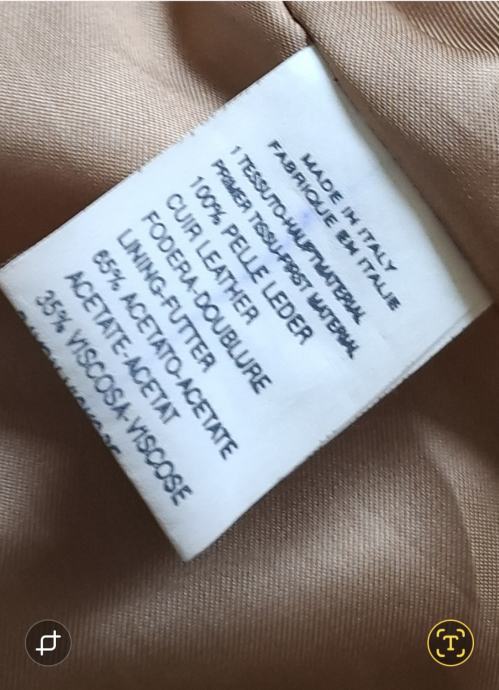 MADE IN ITALY
FABRIQUE EN ITALIE
1 TESSUTO-HAUPTMATERIAL
PRIMIER TISSU-FIRST MATERIAL
100% PELLE LEDER
CUIR LEATHER
FODERA-DOUBLURE
LINING-FUTTER
65% ACETATO-ACETATE
ACETATE-ACETAT
35% VISCOSA-VISCOSE